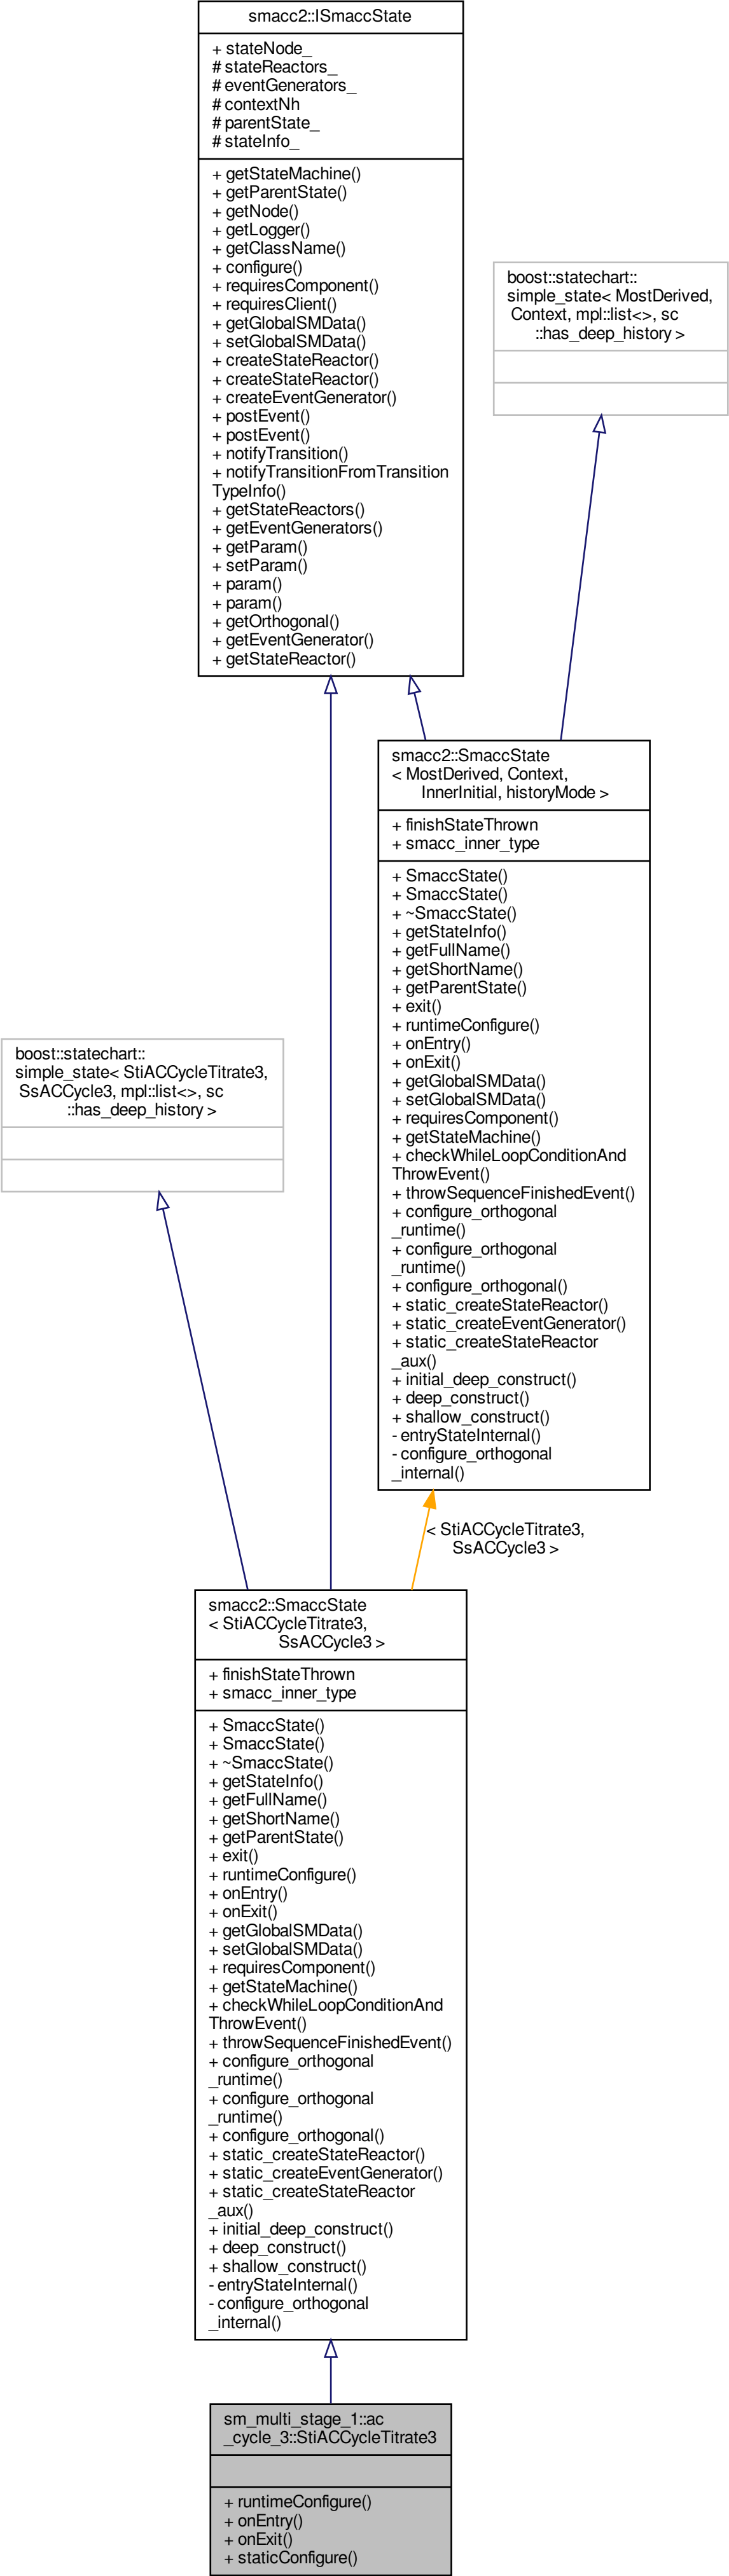 smacc2::ISmaccState
+ stateNode_
# stateReactors_
# eventGenerators_
# contextNh
# parentState_
# stateInfo_
+ getStateMachine()
+ getParentState()
+ getNode()
+ getLogger()
+ getClassName()
+ configure()
+ requiresComponent()
+ requiresClient()
+ getGlobalSMData()
+ setGlobalSMData()
+ createStateReactor()
+ createStateReactor()
+ createEventGenerator()
+ postEvent()
+ postEvent()
+ notifyTransition()
+ notifyTransitionFromTransition
TypeInfo()
+ getStateReactors()
+ getEventGenerators()
+ getParam()
+ setParam()
+ param()
+ param()
+ getOrthogonal()
+ getEventGenerator()
+ getStateReactor()
boost::statechart::
simple_state< MostDerived,
Context, mpl::list<>, sc
::has_deep_history >
smacc2::SmaccState
< MostDerived, Context,
InnerInitial, historyMode >
+ finishStateThrown
+ smacc_inner_type
+ SmaccState()
+ SmaccState()
+ ~SmaccState()
+ getStateInfo()
+ getFullName()
+ getShortName()
+ getParentState()
+ exit()
+ runtimeConfigure()
+ onEntry()
+ onExit()
+ getGlobalSMData()
+ setGlobalSMData()
+ requiresComponent()
+ getStateMachine()
+ checkWhileLoopConditionAnd
ThrowEvent()
+ throwSequenceFinishedEvent()
+ configure_orthogonal
_runtime()
+ configure_orthogonal
_runtime()
+ configure_orthogonal()
+ static_createStateReactor()
+ static_createEventGenerator()
+ static_createStateReactor
_aux()
+ initial_deep_construct()
+ deep_construct()
+ shallow_construct()
- entryStateInternal()
- configure_orthogonal
_internal()
boost::statechart::
simple_state< StiACCycleTitrate3,
SsACCycle3, mpl::list<>, sc
::has_deep_history >
< StiACCycleTitrate3,
SsACCycle3 >
smacc2::SmaccState
< StiACCycleTitrate3,
SsACCycle3 >
+ finishStateThrown
+ smacc_inner_type
+ SmaccState()
+ SmaccState()
+ ~SmaccState()
+ getStateInfo()
+ getFullName()
+ getShortName()
+ getParentState()
+ exit()
+ runtimeConfigure()
+ onEntry()
+ onExit()
+ getGlobalSMData()
+ setGlobalSMData()
+ requiresComponent()
+ getStateMachine()
+ checkWhileLoopConditionAnd
ThrowEvent()
+ throwSequenceFinishedEvent()
+ configure_orthogonal
_runtime()
+ configure_orthogonal
_runtime()
+ configure_orthogonal()
+ static_createStateReactor()
+ static_createEventGenerator()
+ static_createStateReactor
_aux()
+ initial_deep_construct()
+ deep_construct()
+ shallow_construct()
- entryStateInternal()
- configure_orthogonal
_internal()
sm_multi_stage_1::ac
_cycle_3::StiACCycleTitrate3
+ runtimeConfigure()
+ onEntry()
+ onExit()
+ staticConfigure()